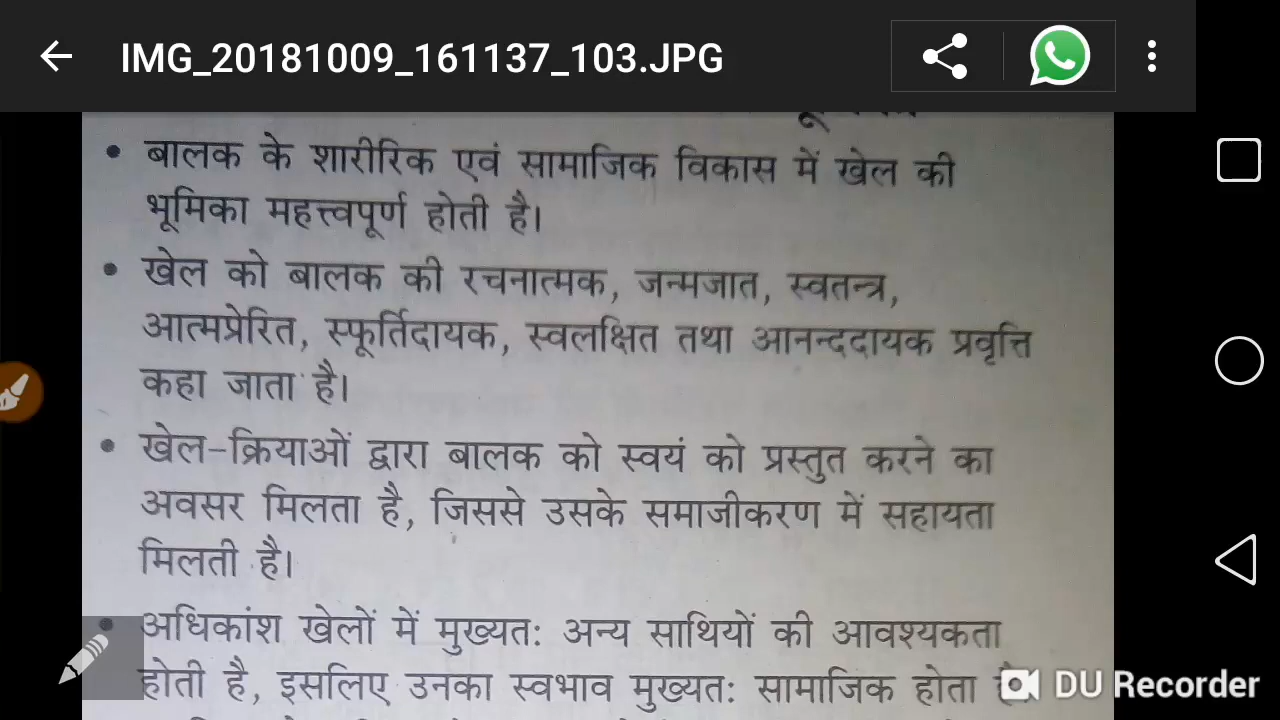 IMG_20181009_161137_103.JPG
• बालक के शारीरिक एवं सामाजिक विकास में खेल की
भूमिका महत्त्वपूर्ण होती है।
• खेल को बालक की रचनात्मक, जन्मजात, स्वतन्त्र,
आत्मप्रेरित, स्फूर्तिदायक, स्वलक्षित तथा आनन्ददायक प्रवृत्ति
कहा जाता है।
• खेल-क्रियाओं द्वारा बालक को स्वयं को प्रस्तुत करने का
अवसर मिलता है, जिससे उसके समाजीकरण में सहायता
मिलती है।
• अधिकांश खेलों में मुख्यतः अन्य साथियों की आवश्यकता
होती है, इसलिए उनका स्वभाव मुख्यतः सामाजिक होता
DU Recorder